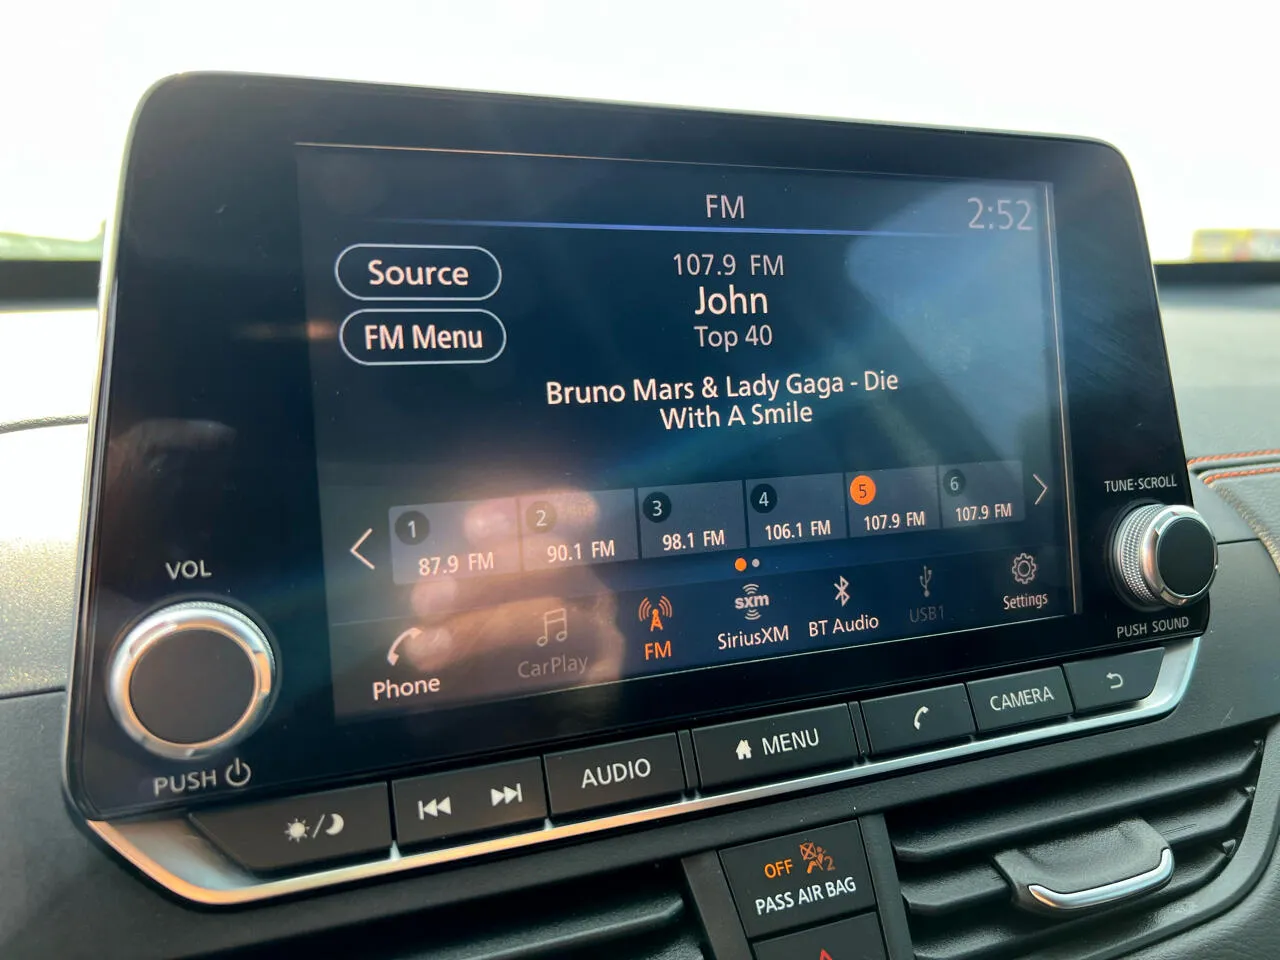 FM
2:52
Source
FM Menu
107.9 FM
John
Top 40
Bruno Mars & Lady Gaga - Die
With A Smile
1
87.9 FM
2
90.1 FM
3
98.1 FM
4
106.1 FM
5
107.9 FM
6
107.9 FM
Phone
CarPlay
FM
sxm
SiriusXM
BT Audio
USB1
Settings
VOL
PUSH
TUNE·SCROLL
PUSH SOUND
AUDIO
MENU
CAMERA
OFF
2
PASS AIR BAG